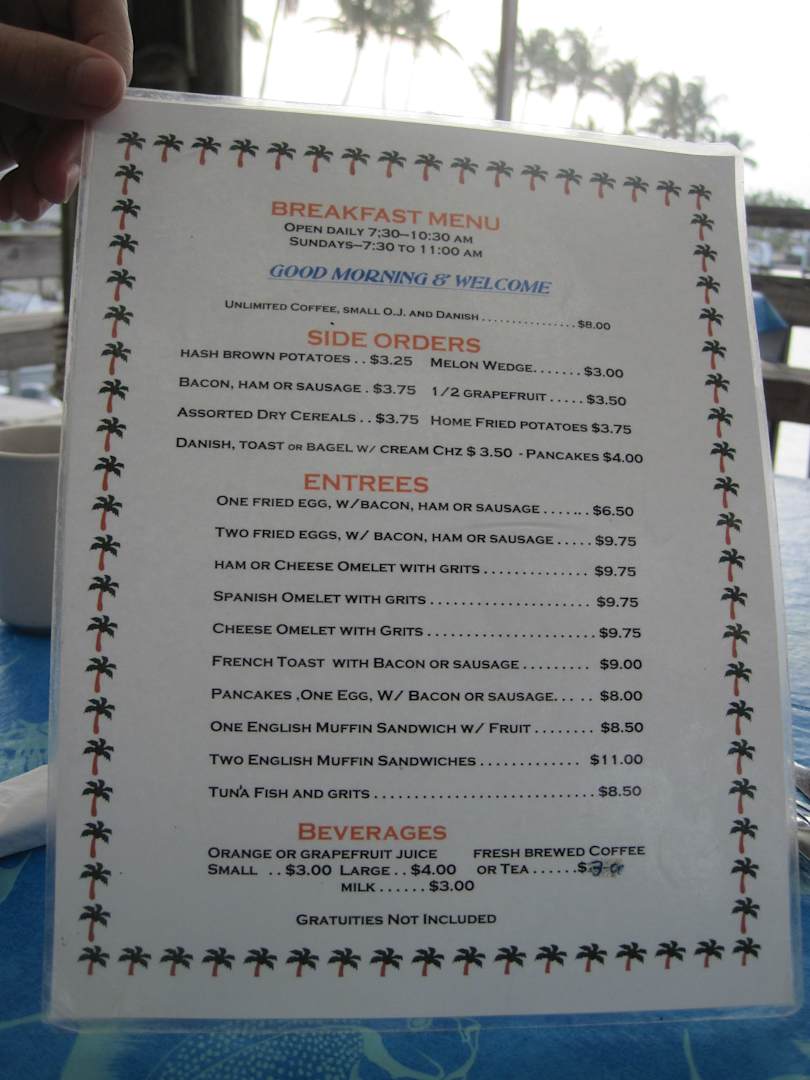 BREAKFAST MENU
OPEN DAILY 7:30–10:30 AM
SUNDAYS–7:30 TO 11:00 AM
GOOD MORNING & WELCOME
UNLIMITED COFFEE, SMALL O.J. AND DANISH ............... $8.00
SIDE ORDERS
HASH BROWN POTATOES . . $3.25 MELON WEDGE. ...... $3.00
BACON, HAM OR SAUSAGE . $3.75 1/2 GRAPEFRUIT ..... $3.50
ASSORTED DRY CEREALS . . $3.75 HOME FRIED POTATOES $3.75
DANISH, TOAST OR BAGEL W/ CREAM CHZ $ 3.50 - PANCAKES $4.00
ENTREES
ONE FRIED EGG, W/BACON, HAM OR SAUSAGE ....... $6.50
TWO FRIED EGGS, W/ BACON, HAM OR SAUSAGE ..... $9.75
HAM OR CHEESE OMELET WITH GRITS .............. $9.75
SPANISH OMELET WITH GRITS ..................... $9.75
CHEESE OMELET WITH GRITS ...................... $9.75
FRENCH TOAST WITH BACON OR SAUSAGE ......... $9.00
PANCAKES ,ONE EGG, W/ BACON OR SAUSAGE. .. .. $8.00
ONE ENGLISH MUFFIN SANDWICH W/ FRUIT ........ $8.50
TWO ENGLISH MUFFIN SANDWICHES ............. $11.00
TUN'A FISH AND GRITS ............................. $8.50
BEVERAGES
ORANGE OR GRAPEFRUIT JUICE FRESH BREWED COFFEE
SMALL .. $3.00 LARGE .. $4.00 OR TEA ......$
MILK ...... $3.00
GRATUITIES NOT INCLUDED